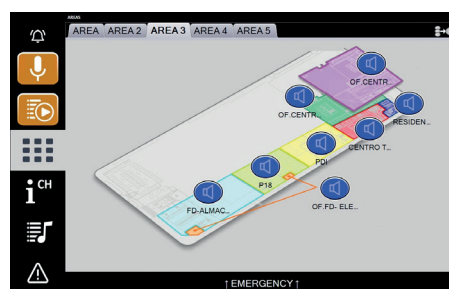 AREAS
AREA AREA 2 AREA 3 AREA 4 AREA 5
OF.CENTR...
OF.CENTR...
RESIDEN...
CENTRO T...
PDI
P18
FD-ALMAC...
OF.FD- ELE...
i CH
↑ EMERGENCY ↑